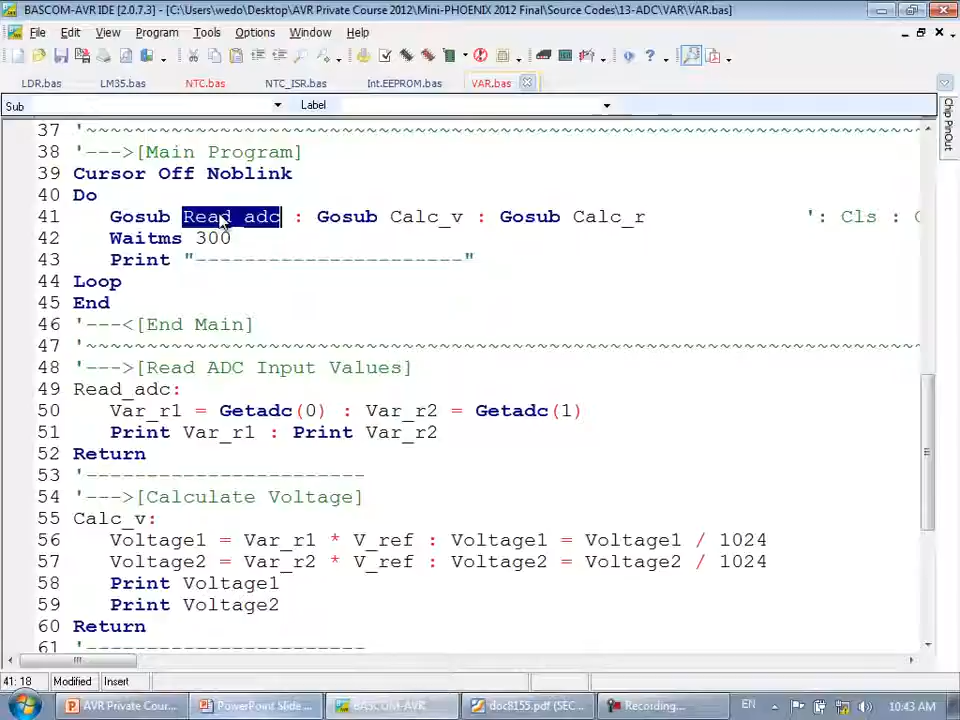 BASCOM-AVR IDE [2.0.7.3] - [C:\Users\wedo\Desktop\AVR Private Course 2012\Mini-PHOENIX 2012 Final\Source Codes\13-ADC\VAR\VAR.bas]
File Edit View Program Tools Options Window Help
LDR.bas LM35.bas NTC.bas NTC_ISR.bas Int.EEPROM.bas VAR.bas
Sub Label
Chip PinOut
37 '~~~~~~~~~~~~~~~~~~~~~~~~~~~~~~~~~~~~~~~~~~~~~~~~~~~~~~~~~~~~~~~~~~~~~
38 '--->[Main Program]
39 Cursor Off Noblink
40 Do
41 Gosub Read_adc : Gosub Calc_v : Gosub Calc_r ': Cls :
42 Waitms 300
43 Print "----------------------"
44 Loop
45 End
46 '---<[End Main]
47 '~~~~~~~~~~~~~~~~~~~~~~~~~~~~~~~~~~~~~~~~~~~~~~~~~~~~~~~~~~~~~~~~~~~~~
48 '--->[Read ADC Input Values]
49 Read_adc:
50 Var_r1 = Getadc(0) : Var_r2 = Getadc(1)
51 Print Var_r1 : Print Var_r2
52 Return
53 '-----------------------
54 '--->[Calculate Voltage]
55 Calc_v:
56 Voltage1 = Var_r1 * V_ref : Voltage1 = Voltage1 / 1024
57 Voltage2 = Var_r2 * V_ref : Voltage2 = Voltage2 / 1024
58 Print Voltage1
59 Print Voltage2
60 Return
61 '-----------------------
41: 18 Modified Insert
AVR Private Cour... PowerPoint Slide ... BASCOM-AVR doc8155.pdf (SEC... Recording... EN 10:43 AM